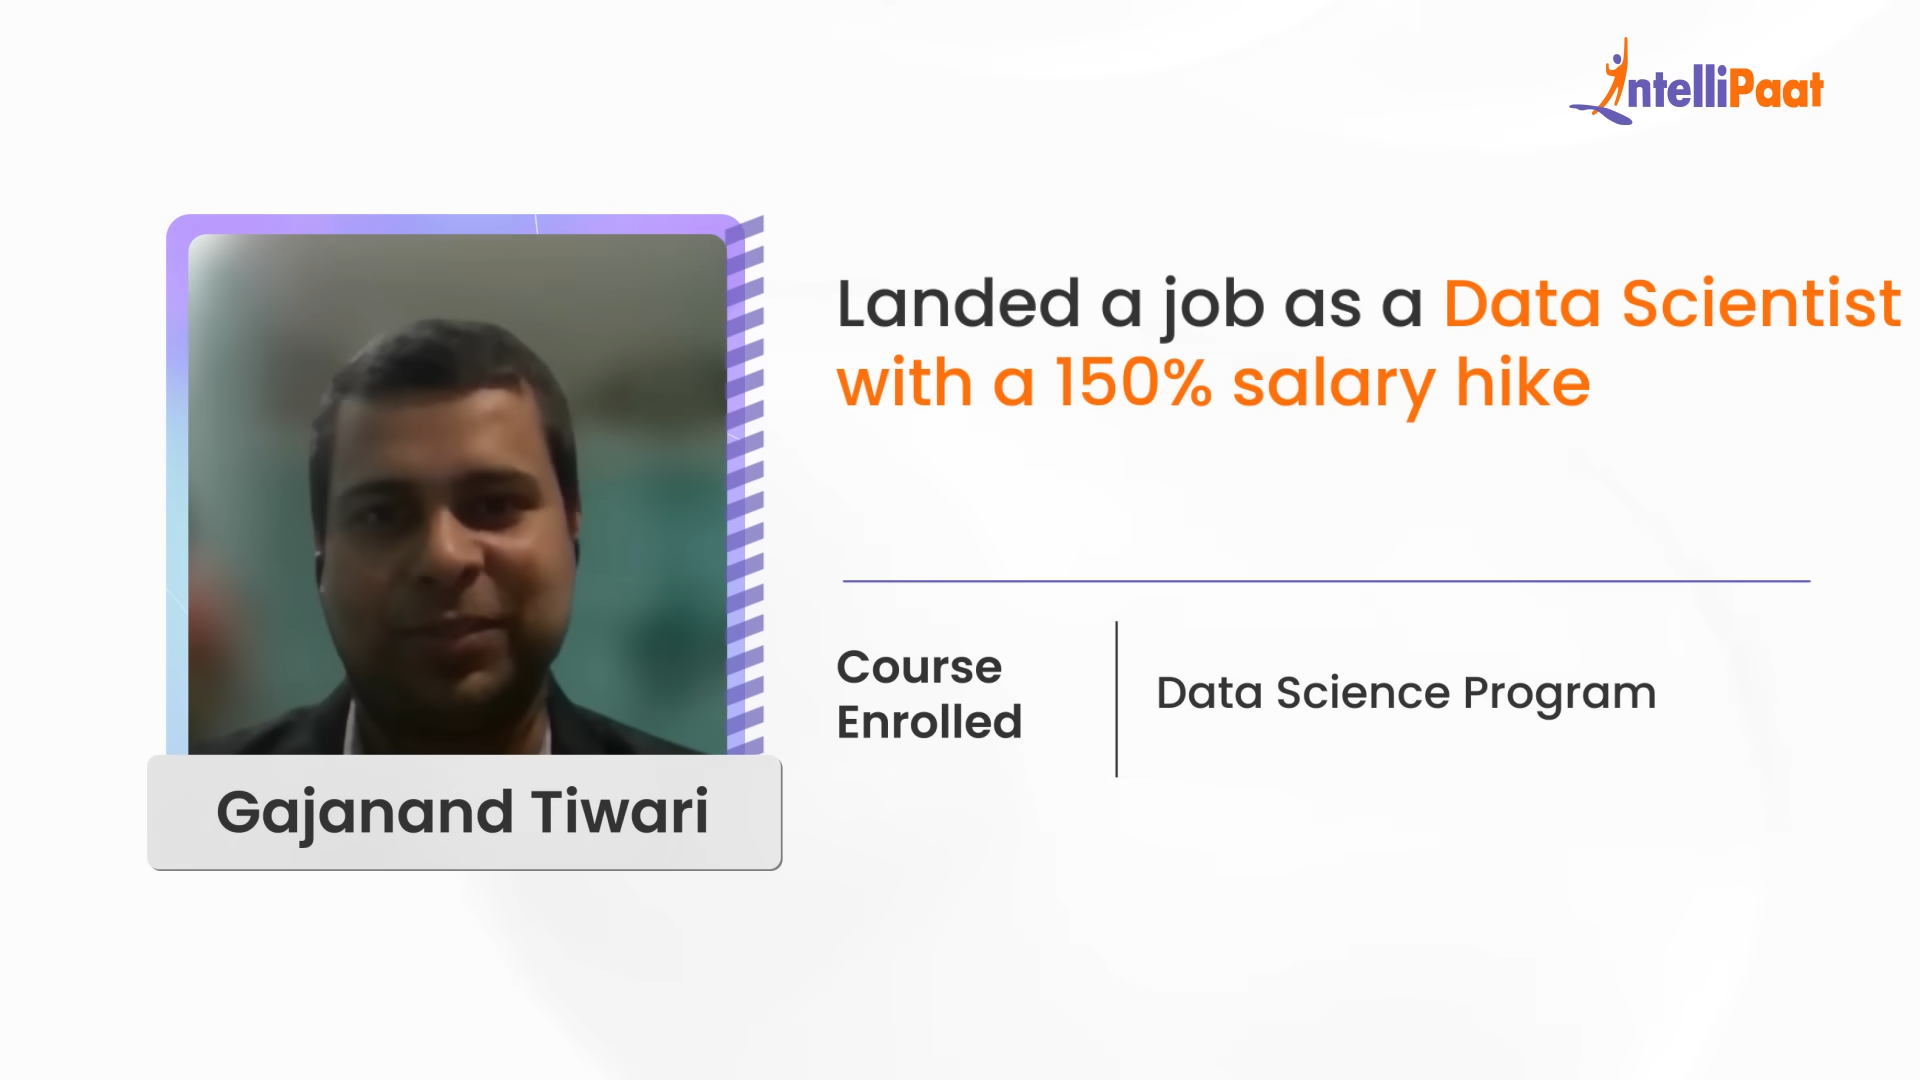 IntelliPaat
Landed a job as a Data Scientist
with a 150% salary hike
Course
Enrolled
Data Science Program
Gajanand Tiwari